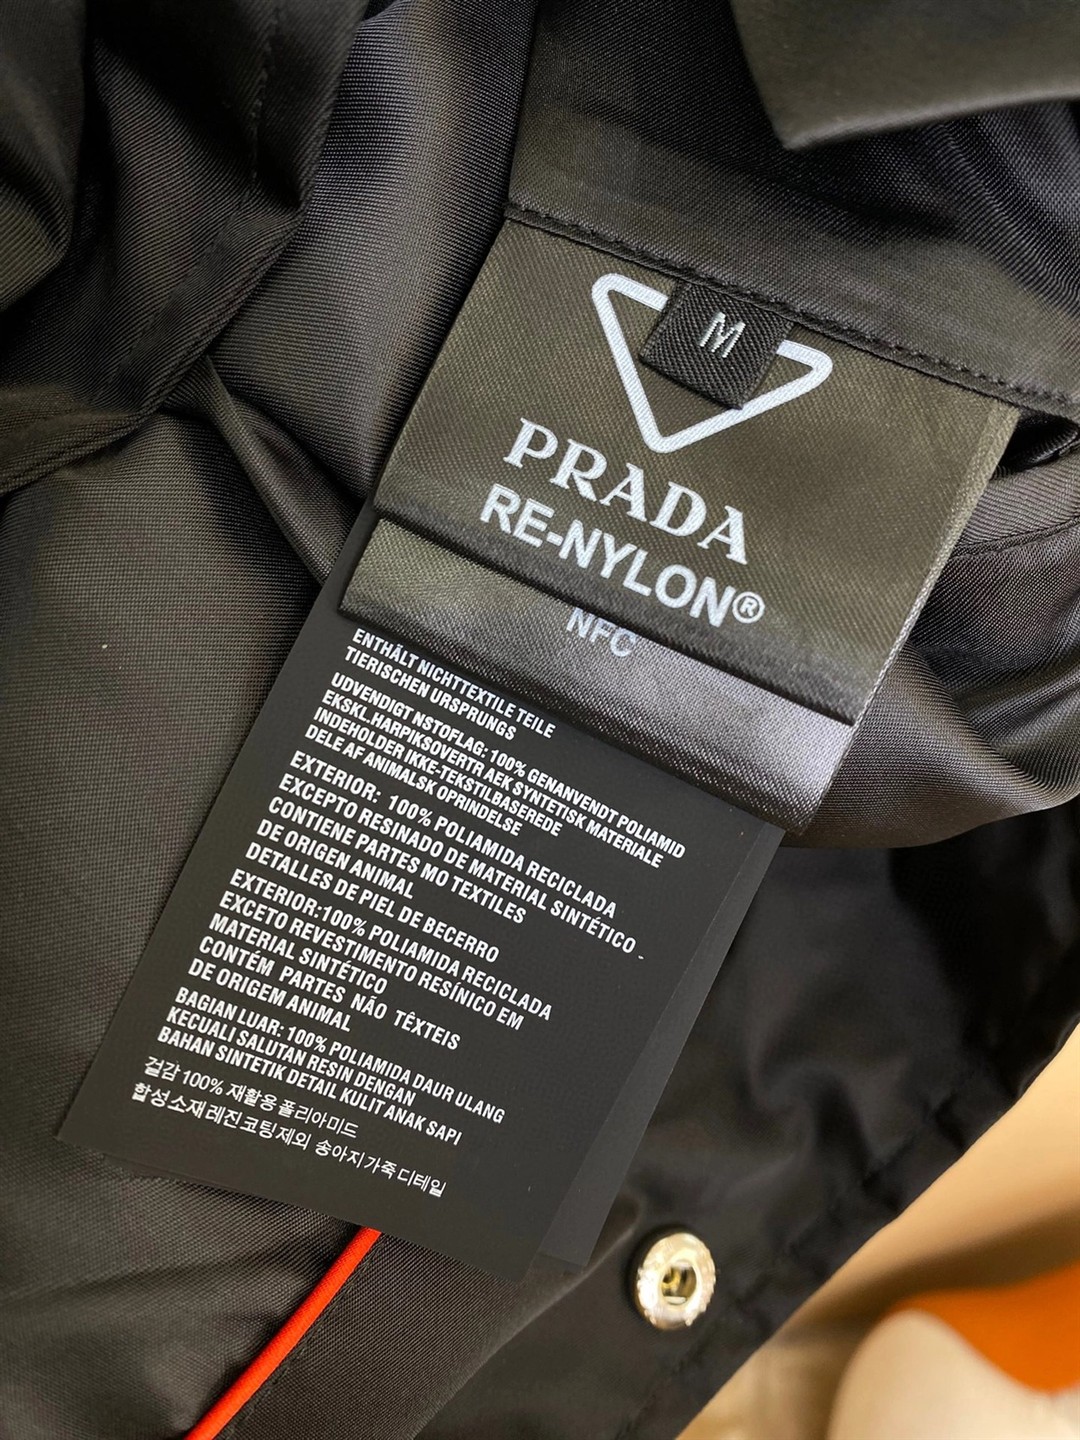 M
PRADA
RE-NYLON®
NFC
ENTHÄLT NICHTTEXTILE TEILE
TIERISCHEN URSPRUNGS
UDVENDIGT NSTOFLAG: 100% GENANVENDT POLIAMID
EKSKL.HARPIKSOVERTR AEK SYNTETISK MATERIALE
INDEHOLDER IKKE-TEKSTILBASEREDE
DELE AF ANIMALSK OPRINDELSE
EXTERIOR: 100% POLIAMIDA RECICLADA
EXCEPTO RESINADO DE MATERIAL SINTÉTICO
CONTIENE PARTES MO TEXTILES
DE ORIGEN ANIMAL
DETALLES DE PIEL DE BECERRO
EXTERIOR:100% POLIAMIDA RECICLADA
EXCETO REVESTIMENTO RESÍNICO EM
MATERIAL SINTÉTICO
CONTÉM PARTES NÃO TÊXTEIS
DE ORIGEM ANIMAL
BAGIAN LUAR: 100% POLIAMIDA DAUR ULANG
KECUALI SALUTAN RESIN DENGAN
BAHAN SINTETIK DETAIL KULIT ANAK SAPI
걸감 100% 재활용 폴리아미드
합성소재 레진코팅제외 송아지가죽 디테일